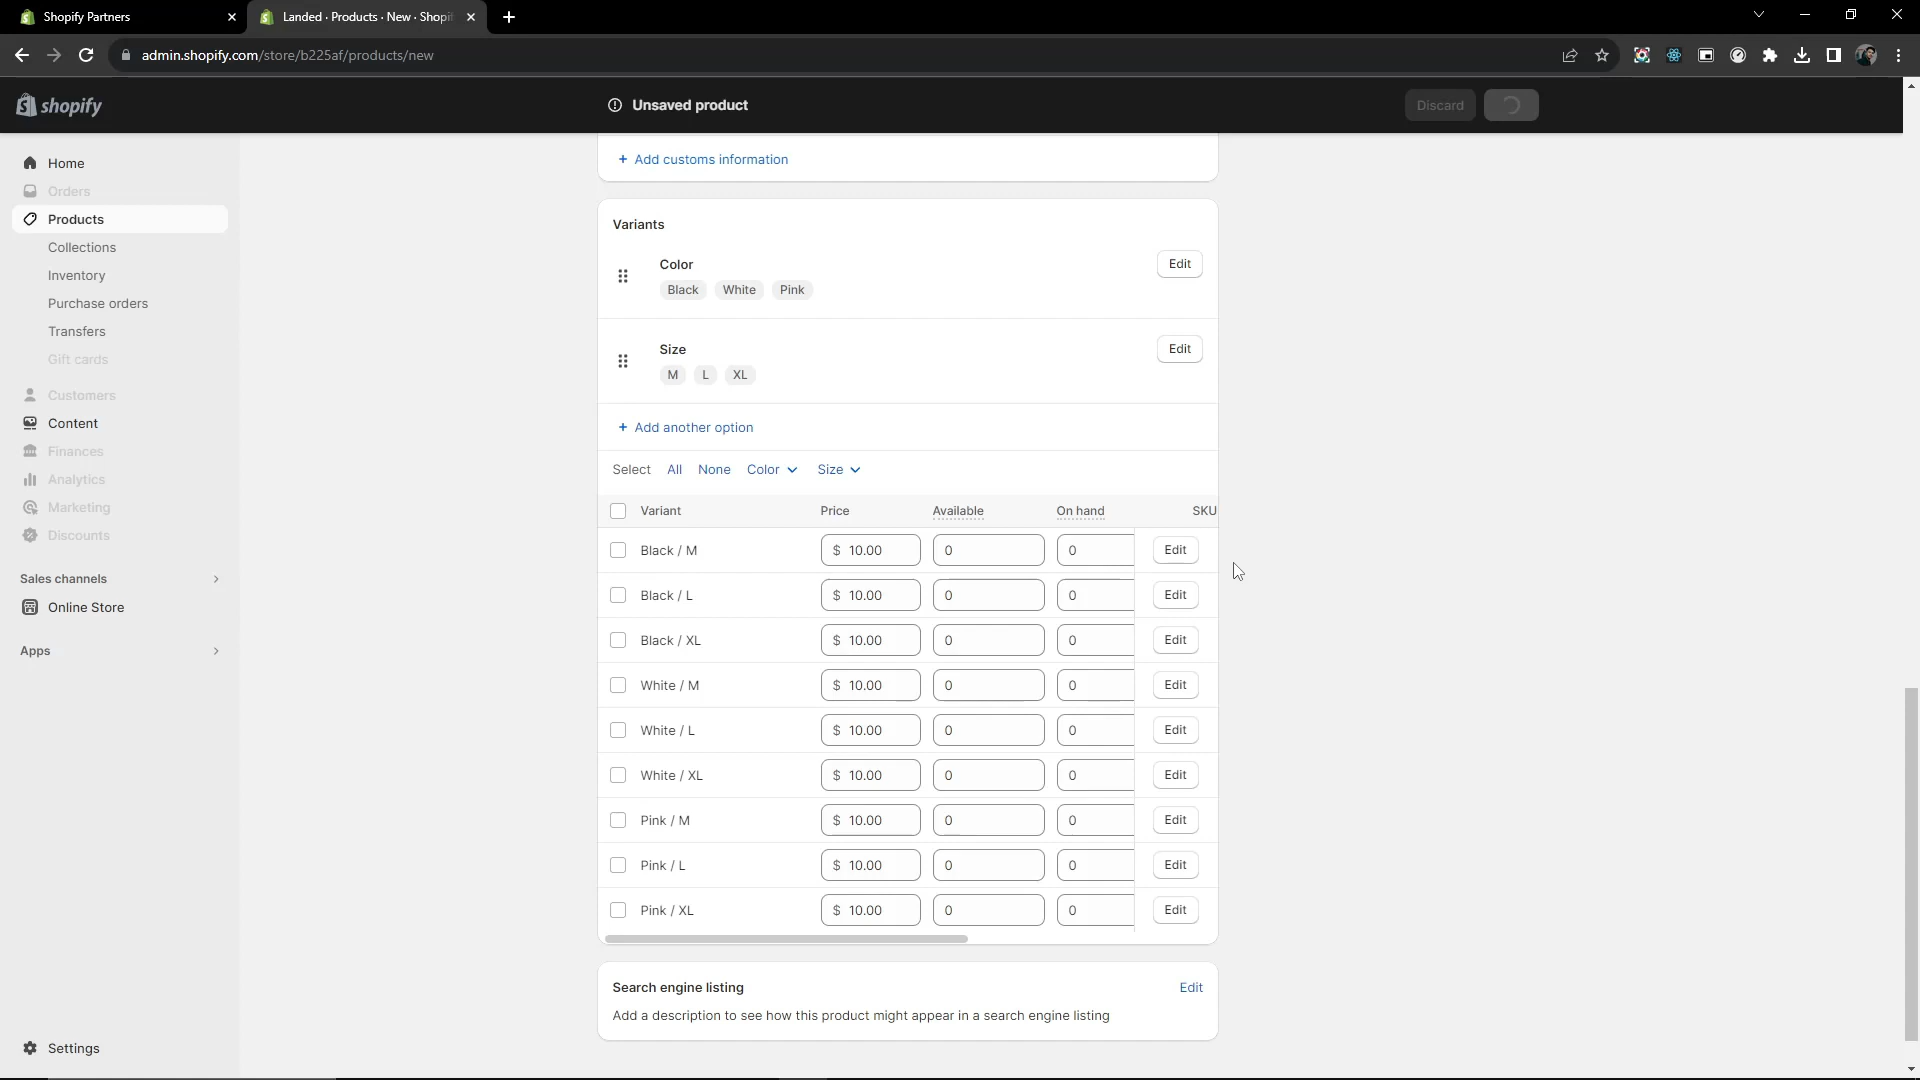 Shopify Partners
Landed · Products · New · Shopi
admin.shopify.com/store/b225af/products/new
shopify
Unsaved product
Discard
Home
Orders
Products
Collections
Inventory
Purchase orders
Transfers
Gift cards
Customers
Content
Finances
Analytics
Marketing
Discounts
Sales channels
Online Store
Apps
Settings
+ Add customs information
Variants
Color
Edit
Black White Pink
Size
Edit
M L XL
+ Add another option
Select All None Color Size
Variant Price Available On hand SKU
Black / M $ 10.00 0 0 Edit
Black / L $ 10.00 0 0 Edit
Black / XL $ 10.00 0 0 Edit
White / M $ 10.00 0 0 Edit
White / L $ 10.00 0 0 Edit
White / XL $ 10.00 0 0 Edit
Pink / M $ 10.00 0 0 Edit
Pink / L $ 10.00 0 0 Edit
Pink / XL $ 10.00 0 0 Edit
Search engine listing Edit
Add a description to see how this product might appear in a search engine listing